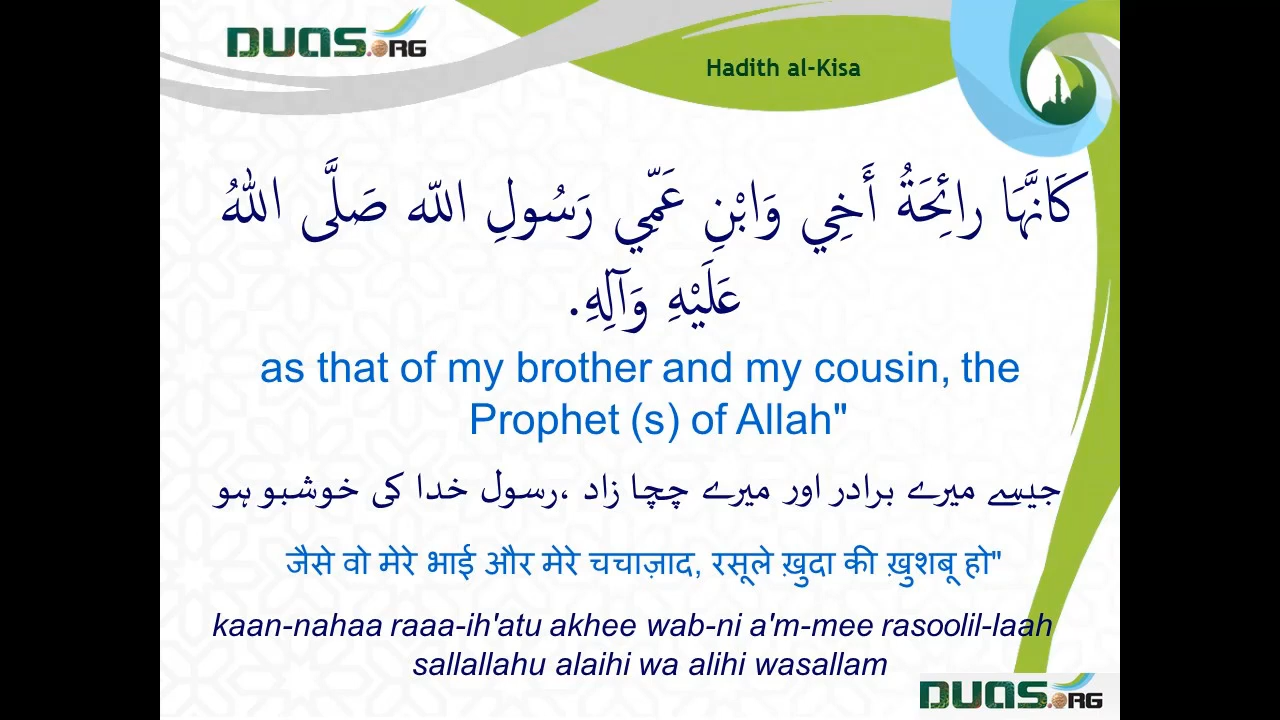 DUAS.ORG
Hadith al-Kisa
كَانَّهَا رائِحَةُ أَخِي وَابْنِ عَمِّي رَسُولِ اللّه صَلَّى اللهُ
عَلَيْهِ وَآلِهِ.
as that of my brother and my cousin, the
Prophet (s) of Allah"
جیسے میرے برادر اور میرے چچا زاد ،رسول خدا کی خوشبو ہو
जैसे वो मेरे भाई और मेरे चचाज़ाद, रसूले ख़ुदा की ख़ुशबू हो"
kaan-nahaa raaa-ih'atu akhee wab-ni a'm-mee rasoolil-laah
sallallahu alaihi wa alihi wasallam
DUAS.ORG